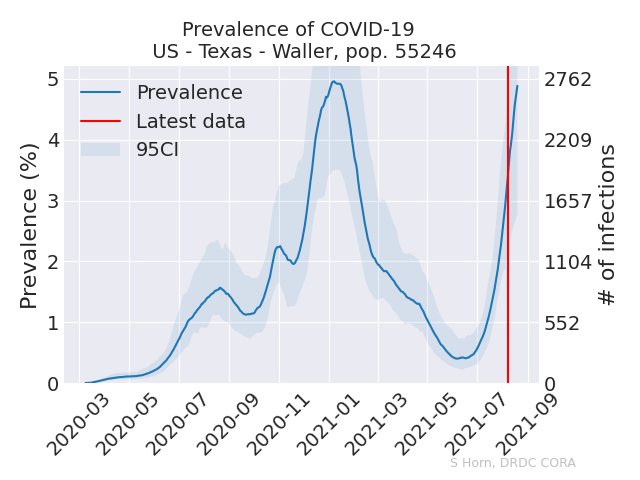 Prevalence of COVID-19
US - Texas - Waller, pop. 55246
Prevalence
Latest data
95CI
Prevalence (%)
5
4
3
2
1
0
2762
2209
1657
1104
552
0
# of infections
2020-03
2020-05
2020-07
2020-09
2020-11
2021-01
2021-03
2021-05
2021-07
2021-09
S Horn, DRDC CORA